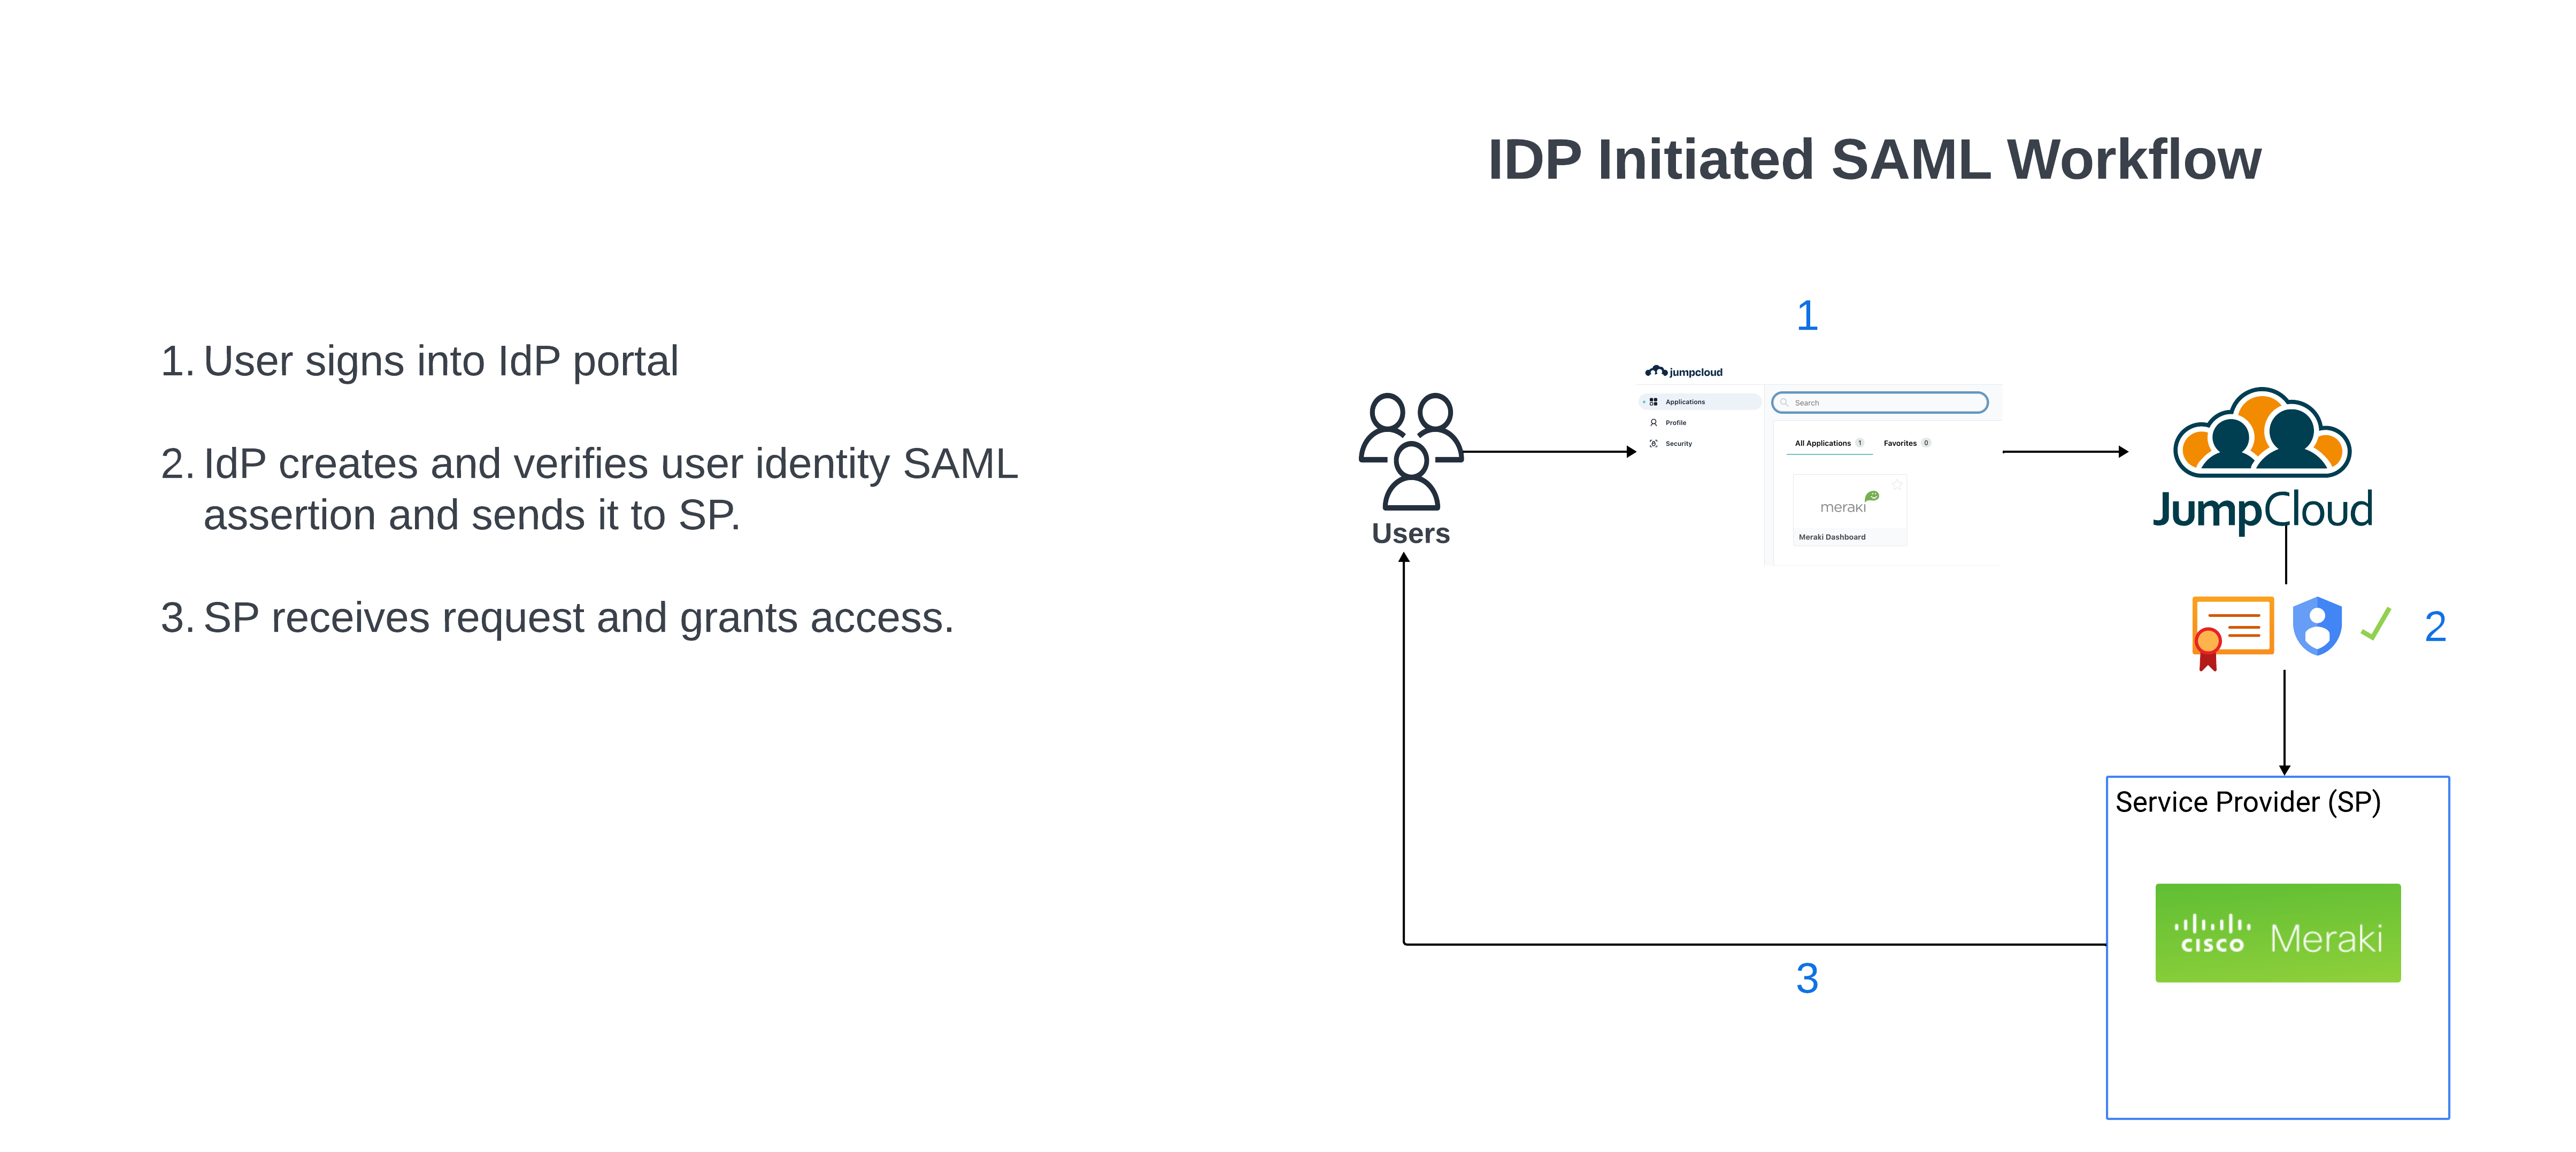 IDP Initiated SAML Workflow
1. User signs into IdP portal
2. IdP creates and verifies user identity SAML
assertion and sends it to SP.
3. SP receives request and grants access.
1
jumpcloud
Applications
Profile
Security
Search
All Applications 1 Favorites 0
meraki
Meraki Dashboard
Users
JumpCloud
2
Service Provider (SP)
CISCO Meraki
3